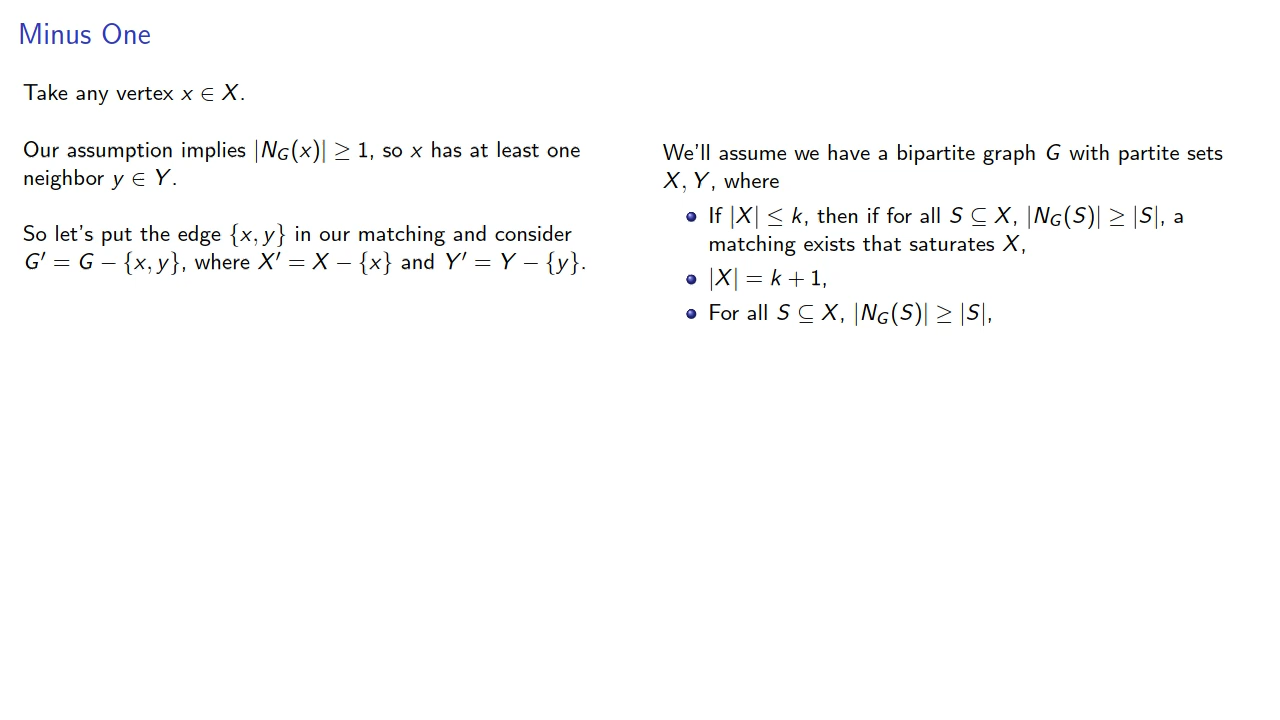 Minus One
Take any vertex x ∈ X.
Our assumption implies |N_G(x)| ≥ 1, so x has at least one
neighbor y ∈ Y.
So let's put the edge {x, y} in our matching and consider
G′ = G − {x, y}, where X′ = X − {x} and Y′ = Y − {y}.
We'll assume we have a bipartite graph G with partite sets
X, Y, where
• If |X| ≤ k, then if for all S ⊆ X, |N_G(S)| ≥ |S|, a
matching exists that saturates X,
• |X| = k + 1,
• For all S ⊆ X, |N_G(S)| ≥ |S|,